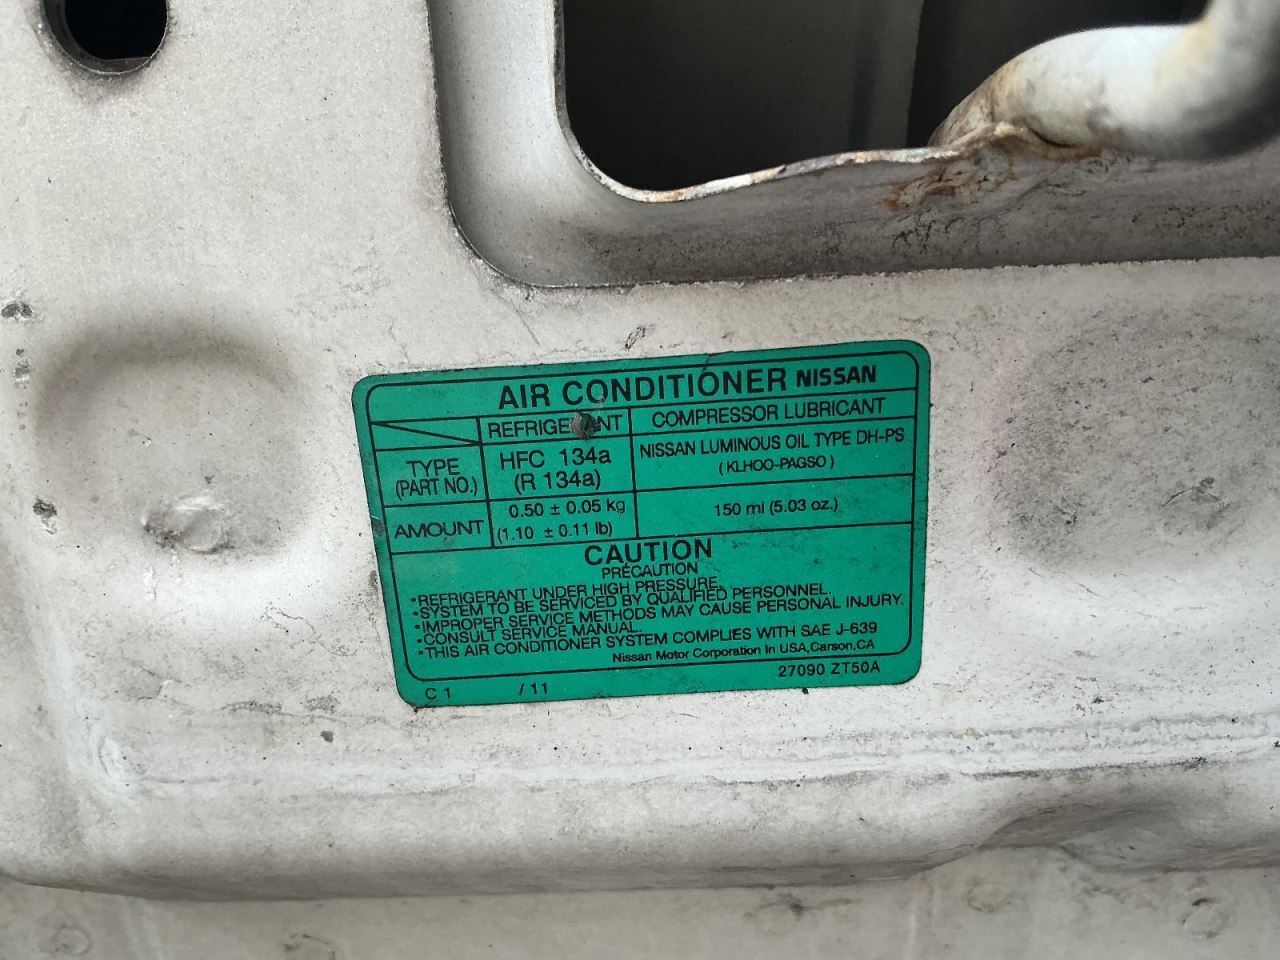 AIR CONDITIONER NISSAN
REFRIGERANT COMPRESSOR LUBRICANT
TYPE (PART NO.) HFC 134a (R 134a) NISSAN LUMINOUS OIL TYPE DH-PS (KLHOO-PAGSO)
AMOUNT 0.50 ± 0.05 kg (1.10 ± 0.11 lb) 150 ml (5.03 oz.)
CAUTION
PRÉCAUTION
•REFRIGERANT UNDER HIGH PRESSURE.
•SYSTEM TO BE SERVICED BY QUALIFIED PERSONNEL.
•IMPROPER SERVICE METHODS MAY CAUSE PERSONAL INJURY.
•CONSULT SERVICE MANUAL.
•THIS AIR CONDITIONER SYSTEM COMPLIES WITH SAE J-639
Nissan Motor Corporation In USA, Carson, CA
27090 ZT50A
C 1 / 11